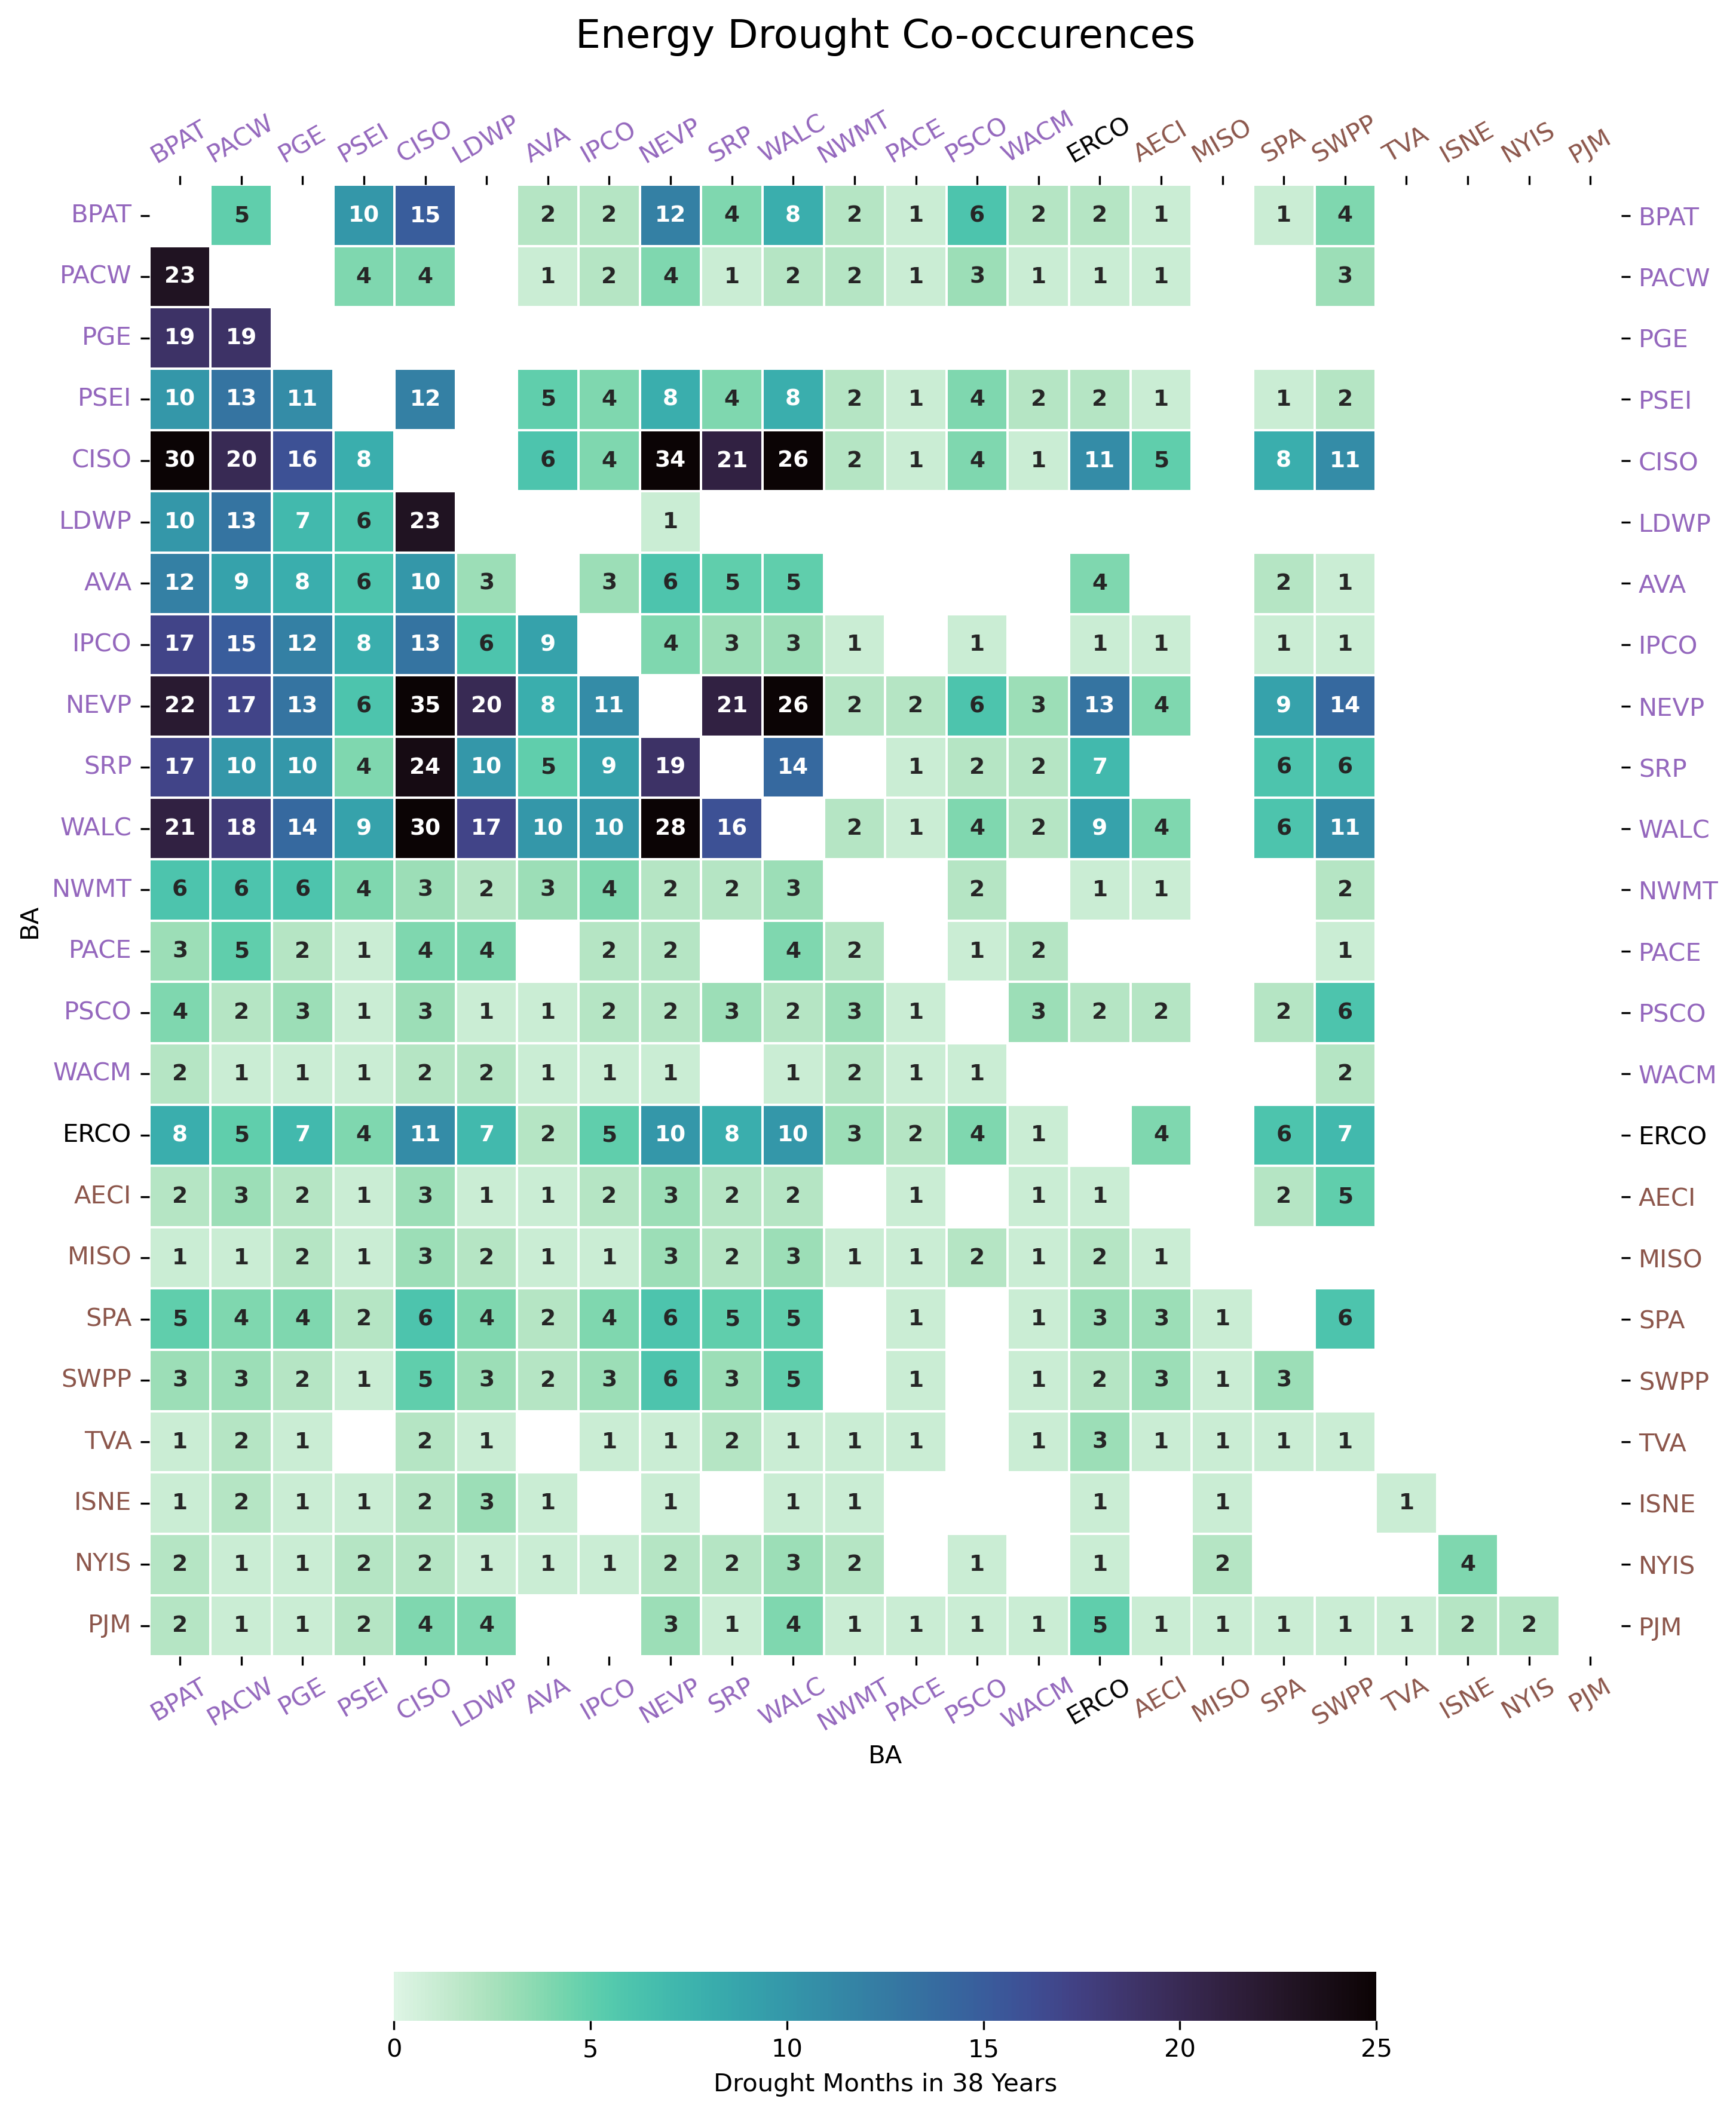 Energy Drought Co-occurences
BPAT PACW PGE PSEI CISO LDWP AVA IPCO NEVP SRP WALC NWMT PACE PSCO WACM ERCO AECI MISO SPA SWPP TVA ISNE NYIS PJM
BPAT 5 10 15 2 2 12 4 8 2 1 6 2 2 1 1 4 BPAT
PACW 23 4 4 1 2 4 1 2 2 1 3 1 1 1 3 PACW
PGE 19 19 PGE
PSEI 10 13 11 12 5 4 8 4 8 2 1 4 2 2 1 1 2 PSEI
CISO 30 20 16 8 6 4 34 21 26 2 1 4 1 11 5 8 11 CISO
LDWP 10 13 7 6 23 1 LDWP
AVA 12 9 8 6 10 3 3 6 5 5 4 2 1 AVA
IPCO 17 15 12 8 13 6 9 4 3 3 1 1 1 1 1 1 IPCO
NEVP 22 17 13 6 35 20 8 11 21 26 2 2 6 3 13 4 9 14 NEVP
SRP 17 10 10 4 24 10 5 9 19 14 1 2 2 7 6 6 SRP
WALC 21 18 14 9 30 17 10 10 28 16 2 1 4 2 9 4 6 11 WALC
NWMT 6 6 6 4 3 2 3 4 2 2 3 2 1 1 2 NWMT
BA
PACE 3 5 2 1 4 4 2 2 4 2 1 2 1 PACE
PSCO 4 2 3 1 3 1 1 2 2 3 2 3 1 3 2 2 2 6 PSCO
WACM 2 1 1 1 2 2 1 1 1 1 2 1 1 2 WACM
ERCO 8 5 7 4 11 7 2 5 10 8 10 3 2 4 1 4 6 7 ERCO
AECI 2 3 2 1 3 1 1 2 3 2 2 1 1 1 2 5 AECI
MISO 1 1 2 1 3 2 1 1 3 2 3 1 1 2 1 2 1 MISO
SPA 5 4 4 2 6 4 2 4 6 5 5 1 1 3 3 1 6 SPA
SWPP 3 3 2 1 5 3 2 3 6 3 5 1 1 2 3 1 3 SWPP
TVA 1 2 1 2 1 1 1 2 1 1 1 1 3 1 1 1 1 TVA
ISNE 1 2 1 1 2 3 1 1 1 1 1 1 1 ISNE
NYIS 2 1 1 2 2 1 1 1 2 2 3 2 1 1 2 4 NYIS
PJM 2 1 1 2 4 4 3 1 4 1 1 1 1 5 1 1 1 1 1 2 2 PJM
BPAT PACW PGE PSEI CISO LDWP AVA IPCO NEVP SRP WALC NWMT PACE PSCO WACM ERCO AECI MISO SPA SWPP TVA ISNE NYIS PJM
BA
0 5 10 15 20 25
Drought Months in 38 Years